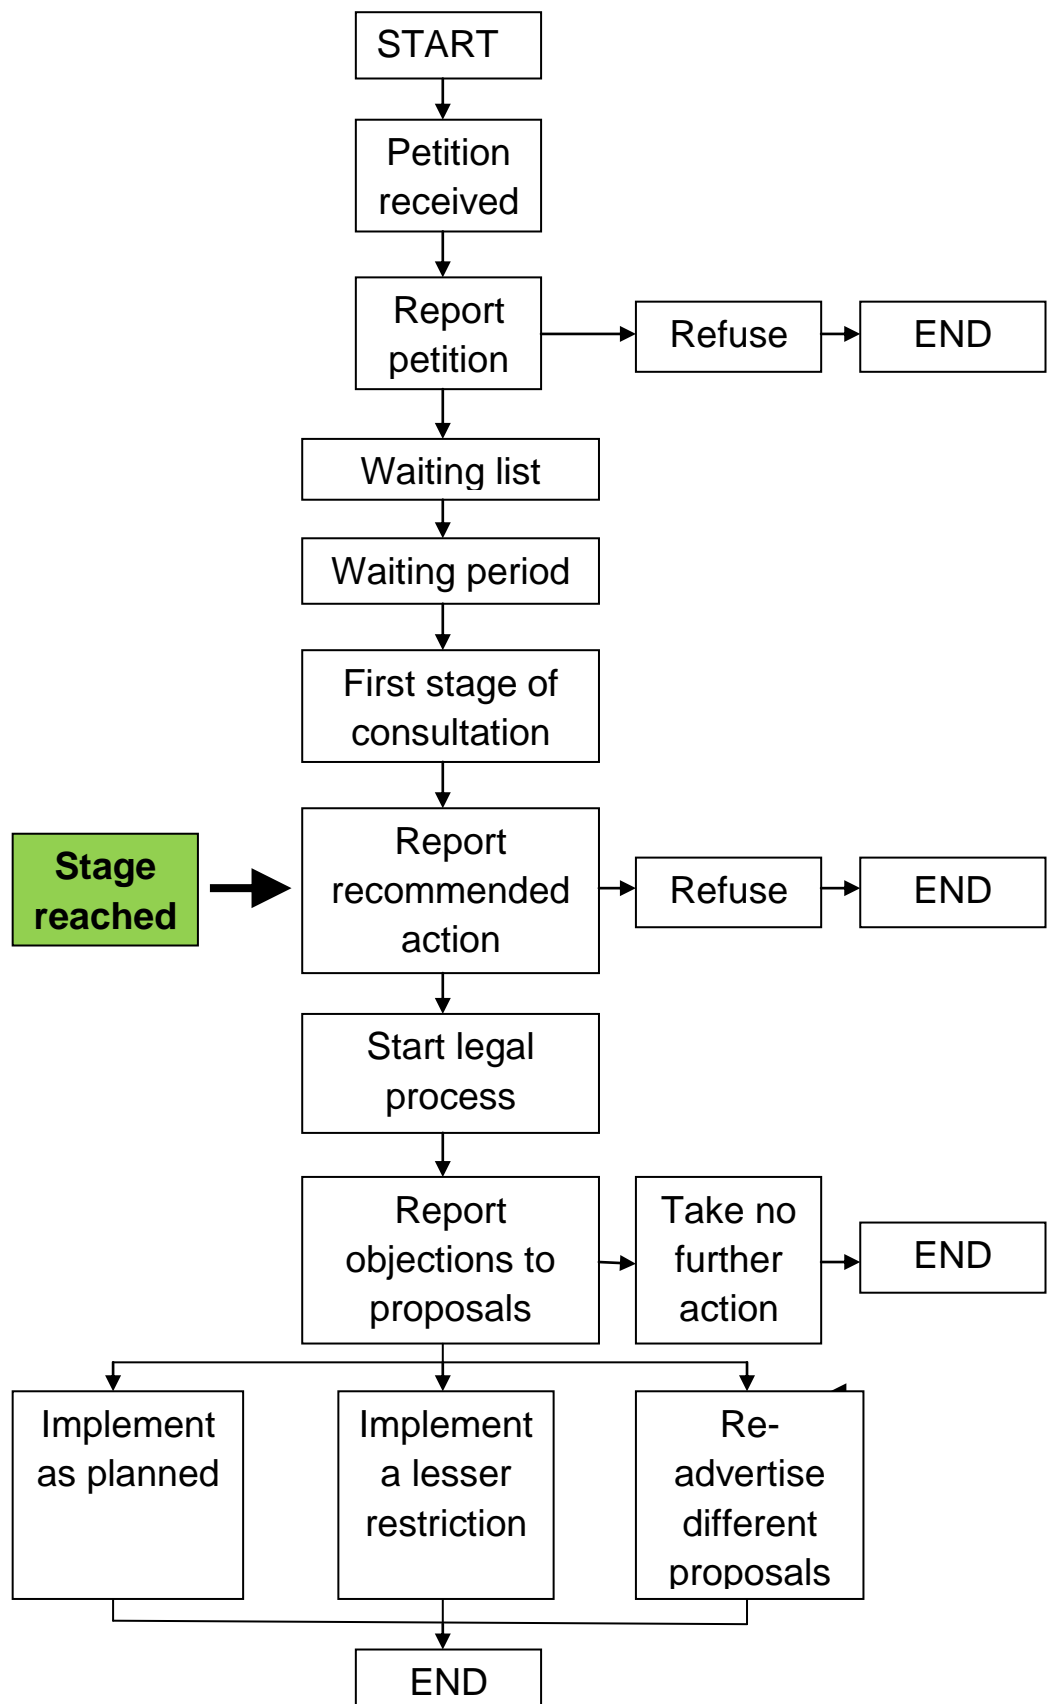 START
Petition
received
Report
petition
Refuse
END
Waiting list
Waiting period
First stage of
consultation
Stage
reached
Report
recommended
action
Refuse
END
Start legal
process
Report
objections to
proposals
Take no
further
action
END
Implement
as planned
Implement
a lesser
restriction
Re-
advertise
different
proposals
END